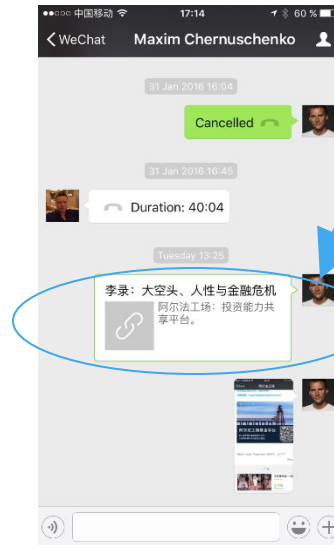 中国移动 17:14 60 %
WeChat Maxim Chernuschenko
31 Jan 2016 16:04
Cancelled
31 Jan 2016 16:45
Duration: 40:04
Tuesday 13:25
李录：大空头、人性与金融危机
阿尔法工场：投资能力共
享平台。